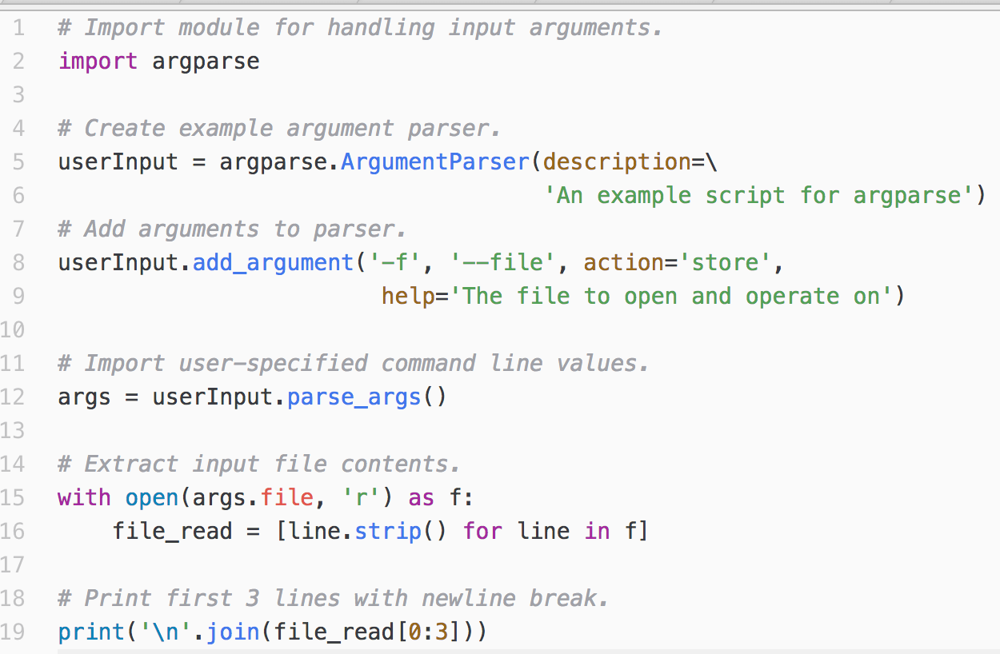 1 # Import module for handling input arguments.
2 import argparse
3
4 # Create example argument parser.
5 userInput = argparse.ArgumentParser(description=\
6                                     'An example script for argparse')
7 # Add arguments to parser.
8 userInput.add_argument('-f', '--file', action='store',
9                         help='The file to open and operate on')
10
11 # Import user-specified command line values.
12 args = userInput.parse_args()
13
14 # Extract input file contents.
15 with open(args.file, 'r') as f:
16     file_read = [line.strip() for line in f]
17
18 # Print first 3 lines with newline break.
19 print('\n'.join(file_read[0:3]))